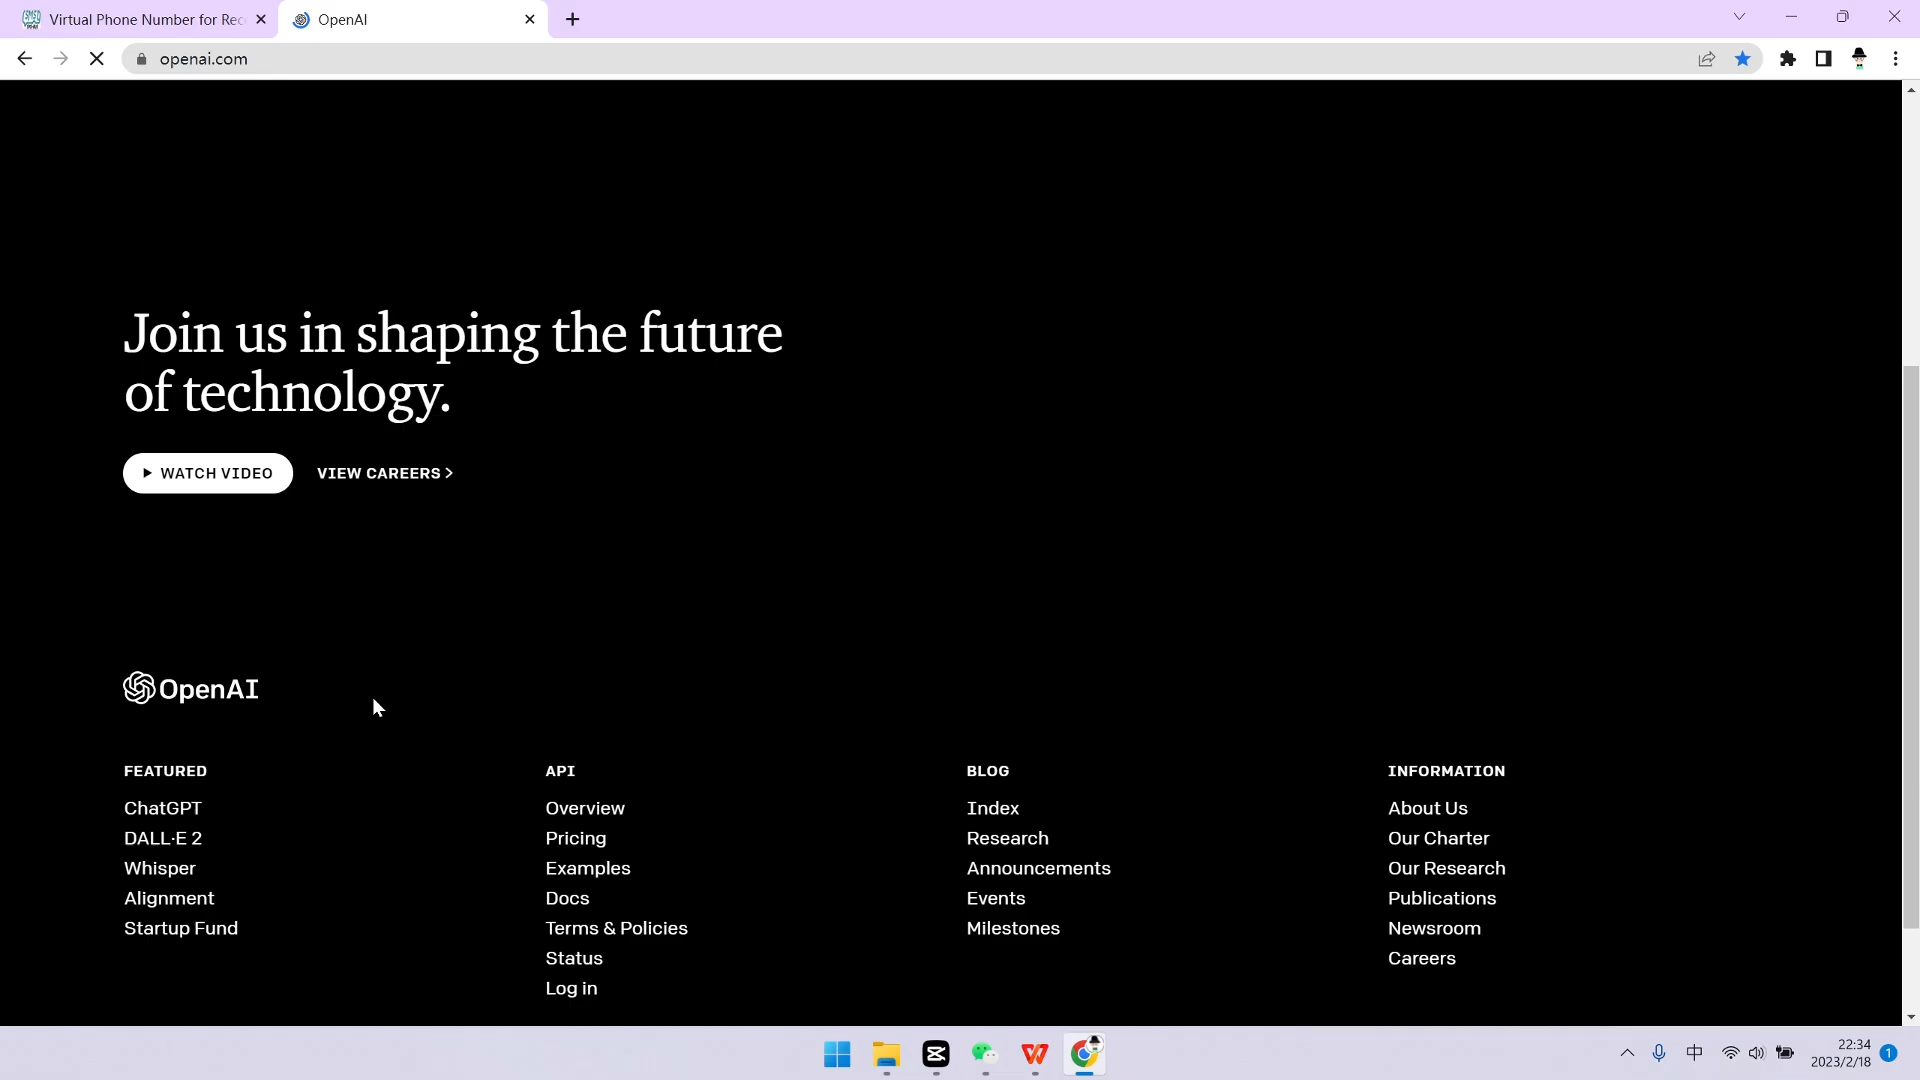 Virtual Phone Number for Rec
OpenAI
openai.com
Join us in shaping the future
of technology.
WATCH VIDEO
VIEW CAREERS >
OpenAI
FEATURED
ChatGPT
DALL·E 2
Whisper
Alignment
Startup Fund
API
Overview
Pricing
Examples
Docs
Terms & Policies
Status
Log in
BLOG
Index
Research
Announcements
Events
Milestones
INFORMATION
About Us
Our Charter
Our Research
Publications
Newsroom
Careers
中
22:34
2023/2/18
1